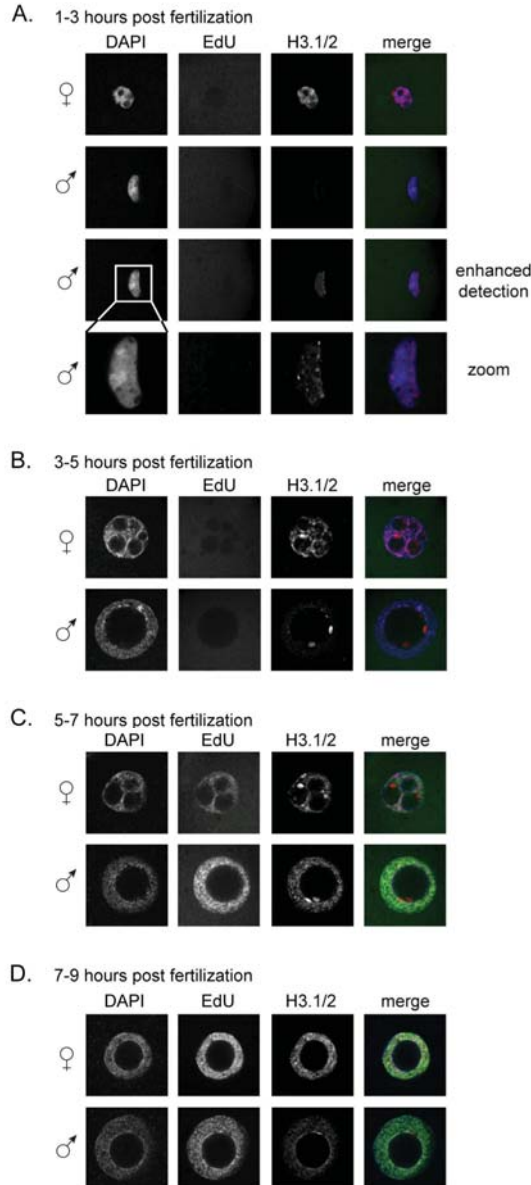 A. 1-3 hours post fertilization
DAPI EdU H3.1/2 merge
♀
♂
♂ enhanced detection
♂ zoom
B. 3-5 hours post fertilization
DAPI EdU H3.1/2 merge
♀
♂
C. 5-7 hours post fertilization
DAPI EdU H3.1/2 merge
♀
♂
D. 7-9 hours post fertilization
DAPI EdU H3.1/2 merge
♀
♂